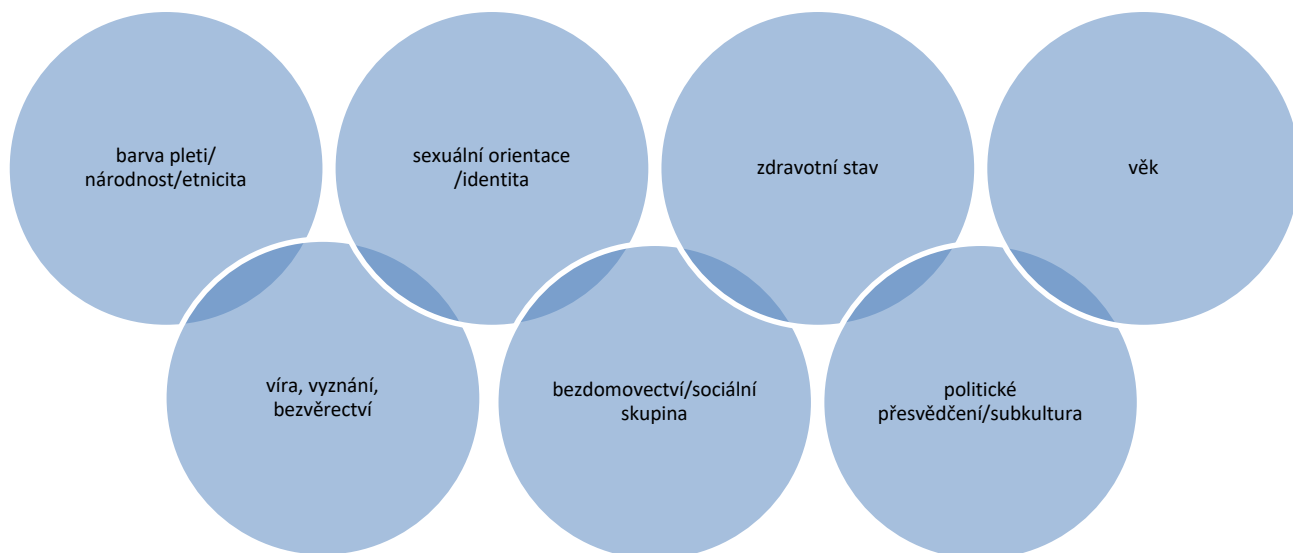 barva pleti/
národnost/etnicita
sexuální orientace
/identita
zdravotní stav
věk
víra, vyznání,
bezvěrectví
bezdomovectví/sociální
skupina
politické
přesvědčení/subkultura